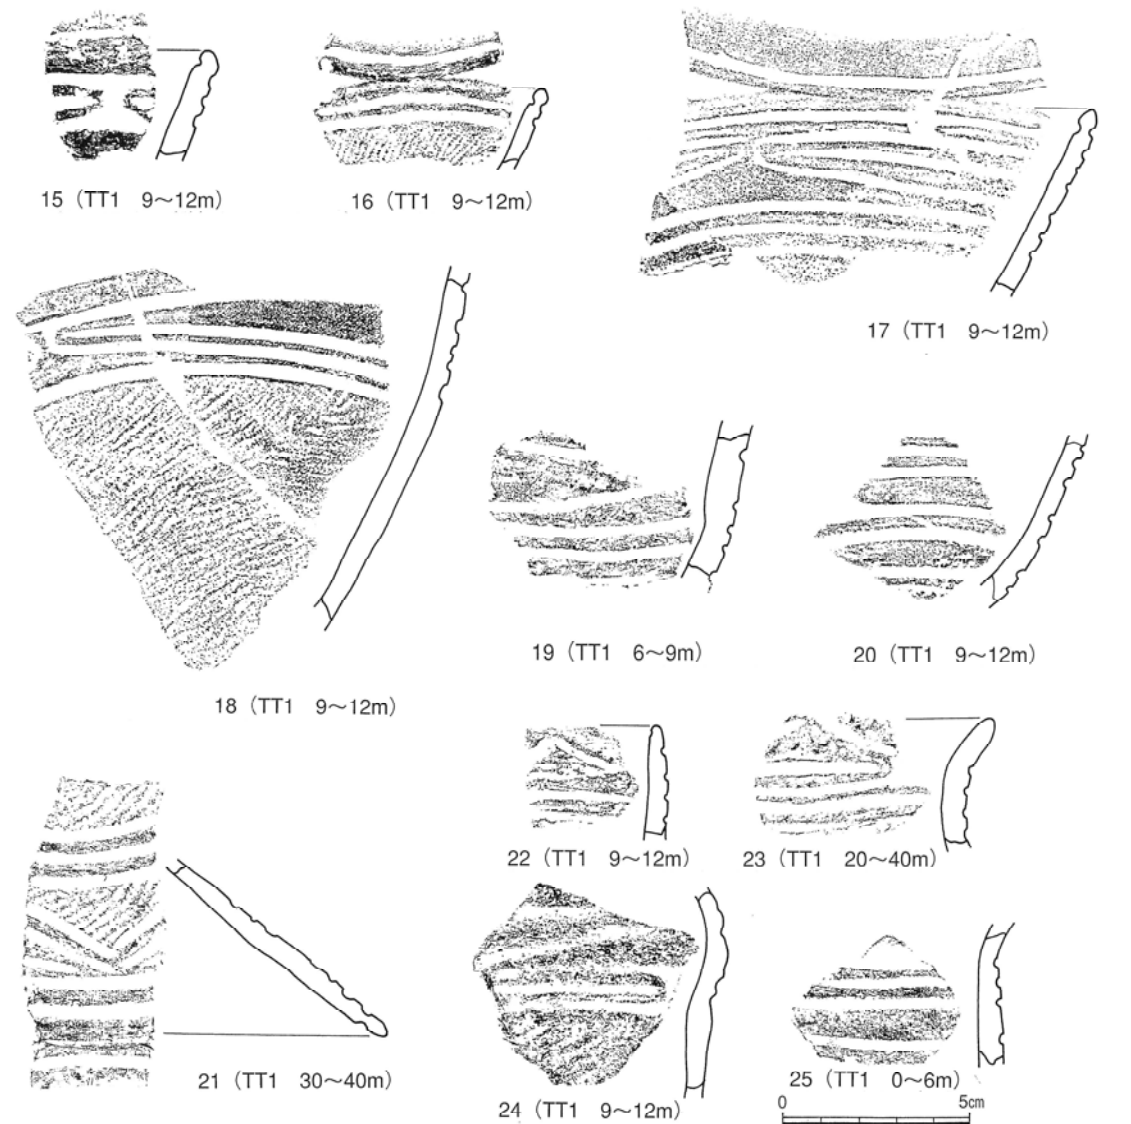 15（TT1　9～12m）
16（TT1　9～12m）
17（TT1　9～12m）
18（TT1　9～12m）
19（TT1　6～9m）
20（TT1　9～12m）
22（TT1　9～12m）
23（TT1　20～40m）
21（TT1　30～40m）
24（TT1　9～12m）
25（TT1　0～6m）
0　5cm